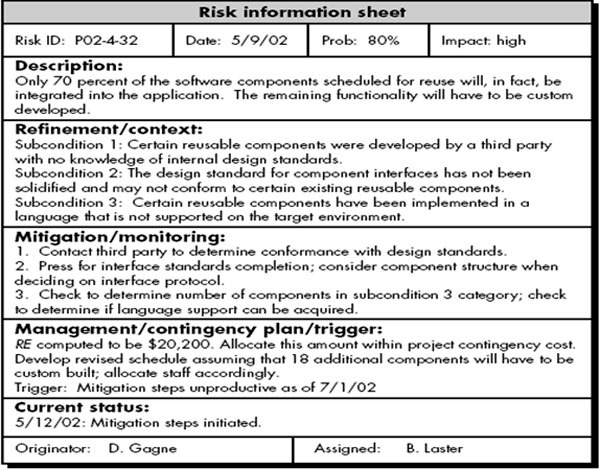 Risk information sheet
Risk ID: P02-4-32 Date: 5/9/02 Prob: 80% Impact: high
Description:
Only 70 percent of the software components scheduled for reuse will, in fact, be
integrated into the application. The remaining functionality will have to be custom
developed.
Refinement/context:
Subcondition 1: Certain reusable components were developed by a third party
with no knowledge of internal design standards.
Subcondition 2: The design standard for component interfaces has not been
solidified and may not conform to certain existing reusable components.
Subcondition 3: Certain reusable components have been implemented in a
language that is not supported on the target environment.
Mitigation/monitoring:
1. Contact third party to determine conformance with design standards.
2. Press for interface standards completion; consider component structure when
deciding on interface protocol.
3. Check to determine number of components in subcondition 3 category; check
to determine if language support can be acquired.
Management/contingency plan/trigger:
RE computed to be $20,200. Allocate this amount within project contingency cost.
Develop revised schedule assuming that 18 additional components will have to be
custom built; allocate staff accordingly.
Trigger: Mitigation steps unproductive as of 7/1/02
Current status:
5/12/02: Mitigation steps initiated.
Originator: D. Gagne Assigned: B. Laster